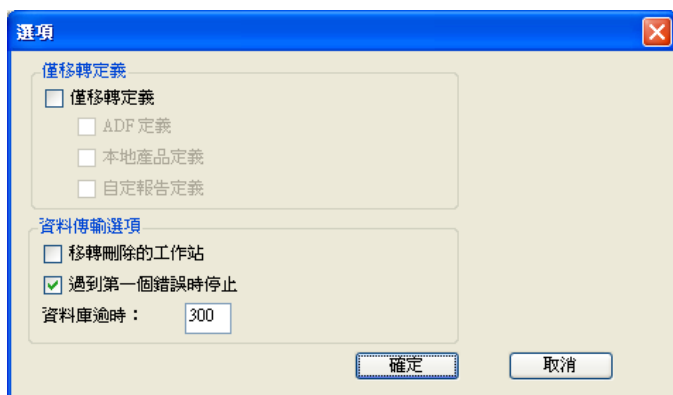 選項
僅移轉定義
僅移轉定義
ADF 定義
本地產品定義
自定報告定義
資料傳輸選項
移轉刪除的工作站
遇到第一個錯誤時停止
資料庫逾時： 300
確定 取消